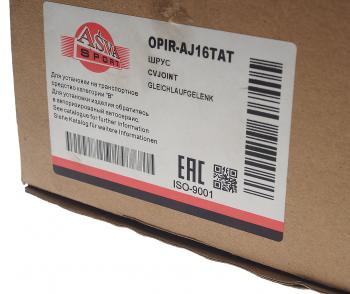 ASVA
SPORT
OPIR-AJ16TAT
ШРУС
CVJOINT
GLEICHLAUFGELENK
Для установки на транспортное
средство категории "B"
Для установки изделия обратитесь
в авторизированый автосервис.
See catalogue for further information
Siehe Katalog für weitere Informationen
EAC
ISO-9001